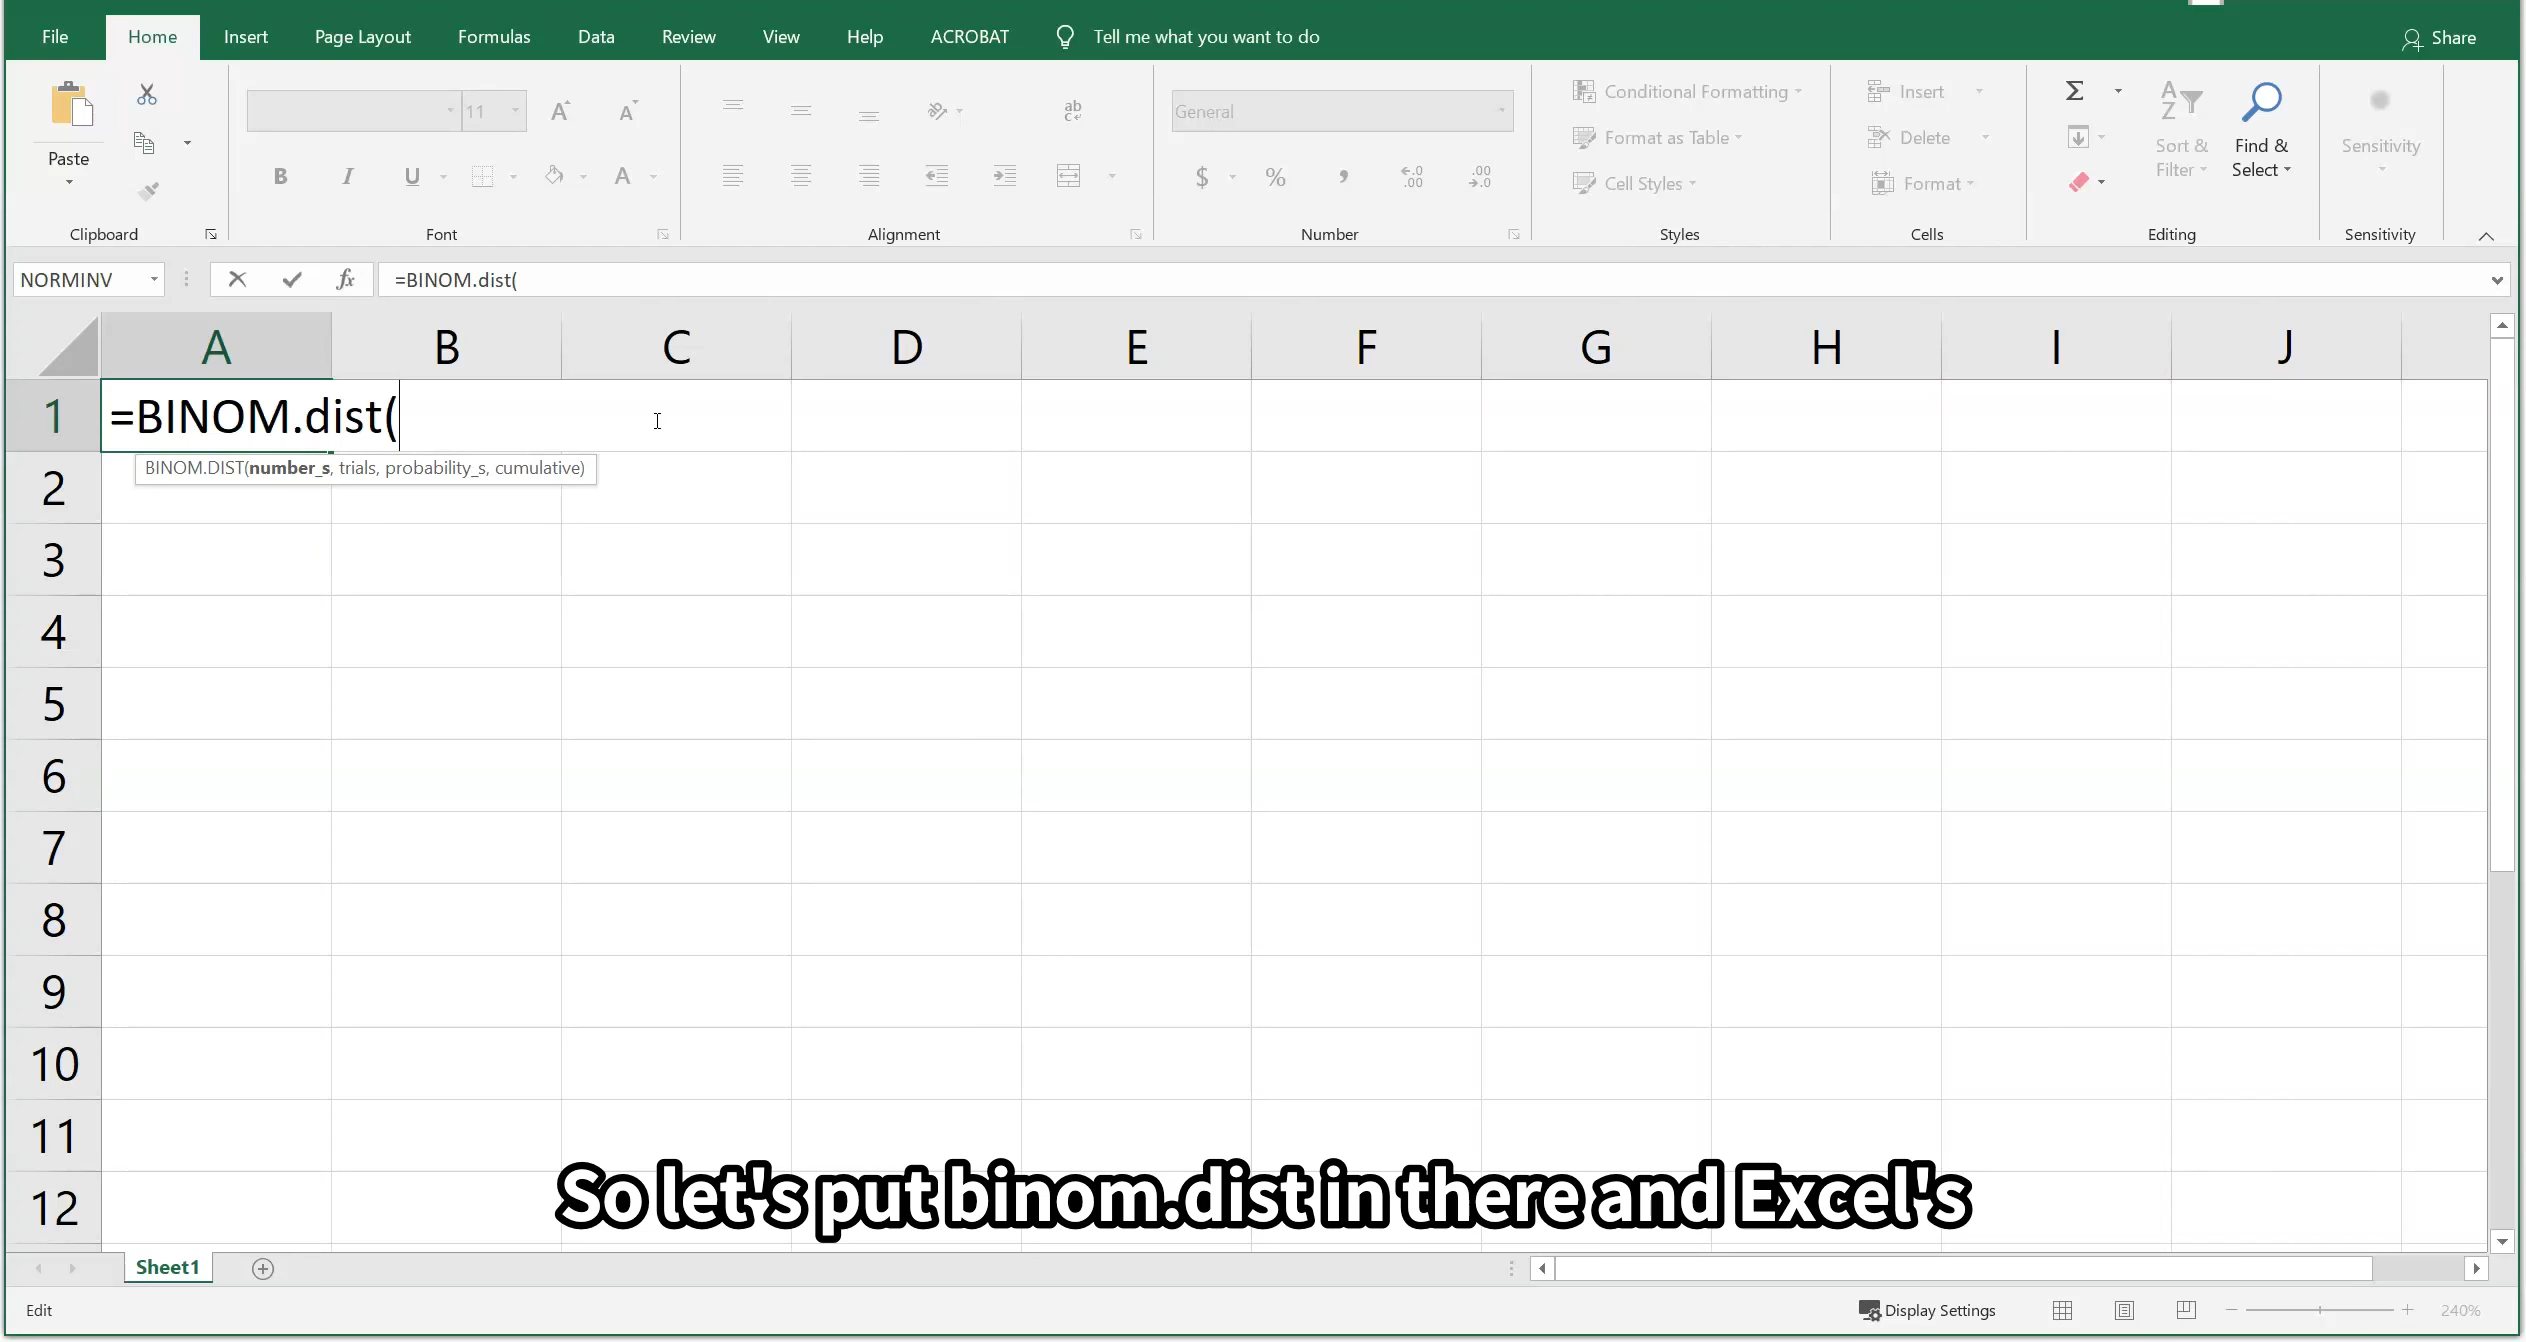 File Home Insert Page Layout Formulas Data Review View Help ACROBAT Tell me what you want to do Share
Paste
11
General
Conditional Formatting
Format as Table
Cell Styles
Insert
Delete
Format
Sort & Filter
Find & Select
Sensitivity
Clipboard Font Alignment Number Styles Cells Editing Sensitivity
NORMINV fx =BINOM.dist(
A B C D E F G H I J
1 =BINOM.dist(
BINOM.DIST(number_s, trials, probability_s, cumulative)
2
3
4
5
6
7
8
9
10
11
12
So let's put binom.dist in there and Excel's
Sheet1
Edit Display Settings 240%